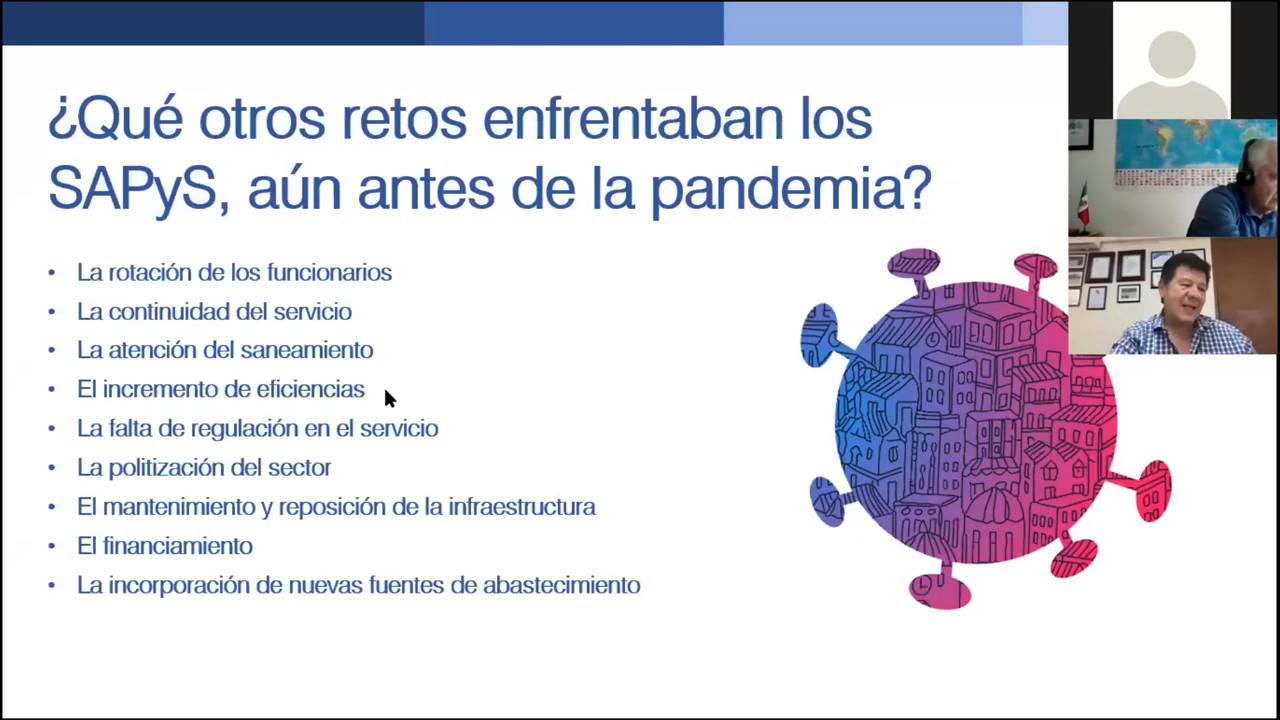 ¿Qué otros retos enfrentaban los
SAPyS, aún antes de la pandemia?
• La rotación de los funcionarios
• La continuidad del servicio
• La atención del saneamiento
• El incremento de eficiencias
• La falta de regulación en el servicio
• La politización del sector
• El mantenimiento y reposición de la infraestructura
• El financiamiento
• La incorporación de nuevas fuentes de abastecimiento